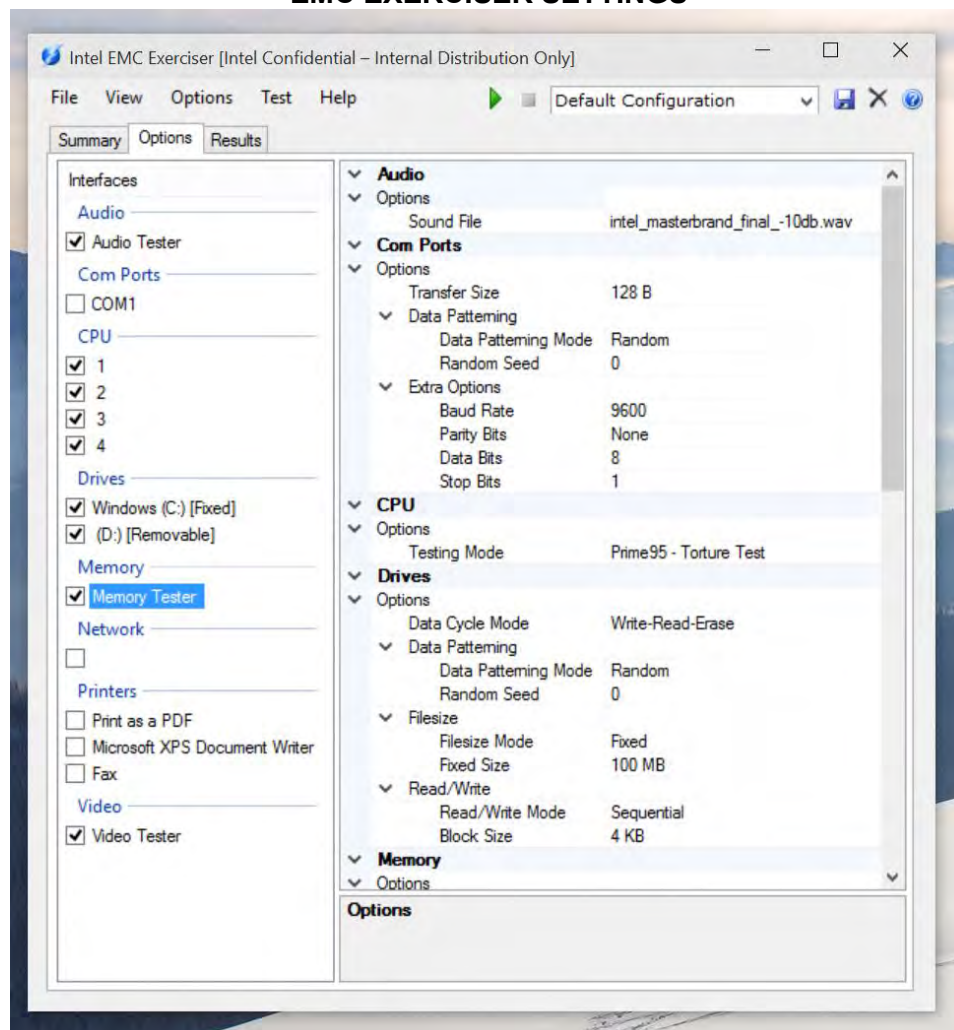 EMC EXERCISER SETTINGS
Intel EMC Exerciser [Intel Confidential – Internal Distribution Only]
File View Options Test Help Default Configuration
Summary Options Results
Interfaces
Audio
Audio Tester
Com Ports
COM1
CPU
1
2
3
4
Drives
Windows (C:) [Fixed]
(D:) [Removable]
Memory
Memory Tester
Network
Printers
Print as a PDF
Microsoft XPS Document Writer
Fax
Video
Video Tester
Audio
Options
Sound File intel_masterbrand_final_-10db.wav
Com Ports
Options
Transfer Size 128 B
Data Patterning
Data Patterning Mode Random
Random Seed 0
Extra Options
Baud Rate 9600
Parity Bits None
Data Bits 8
Stop Bits 1
CPU
Options
Testing Mode Prime95 - Torture Test
Drives
Options
Data Cycle Mode Write-Read-Erase
Data Patterning
Data Patterning Mode Random
Random Seed 0
Filesize
Filesize Mode Fixed
Fixed Size 100 MB
Read/Write
Read/Write Mode Sequential
Block Size 4 KB
Memory
Options
Options